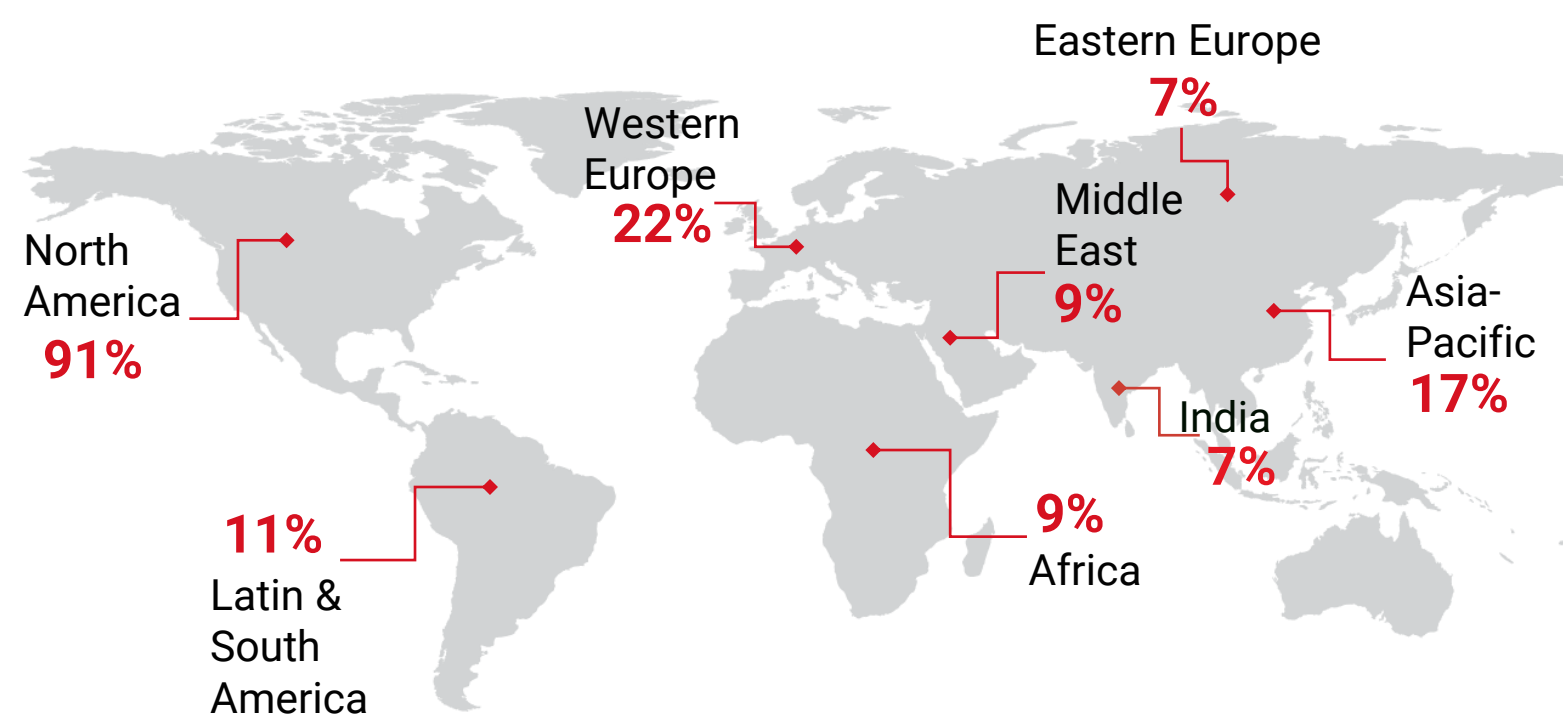 Eastern Europe
7%
Western
Europe
22%
Middle
East
9%
North
America
91%
Asia-
Pacific
17%
India
7%
11%
Latin &
South
America
9%
Africa